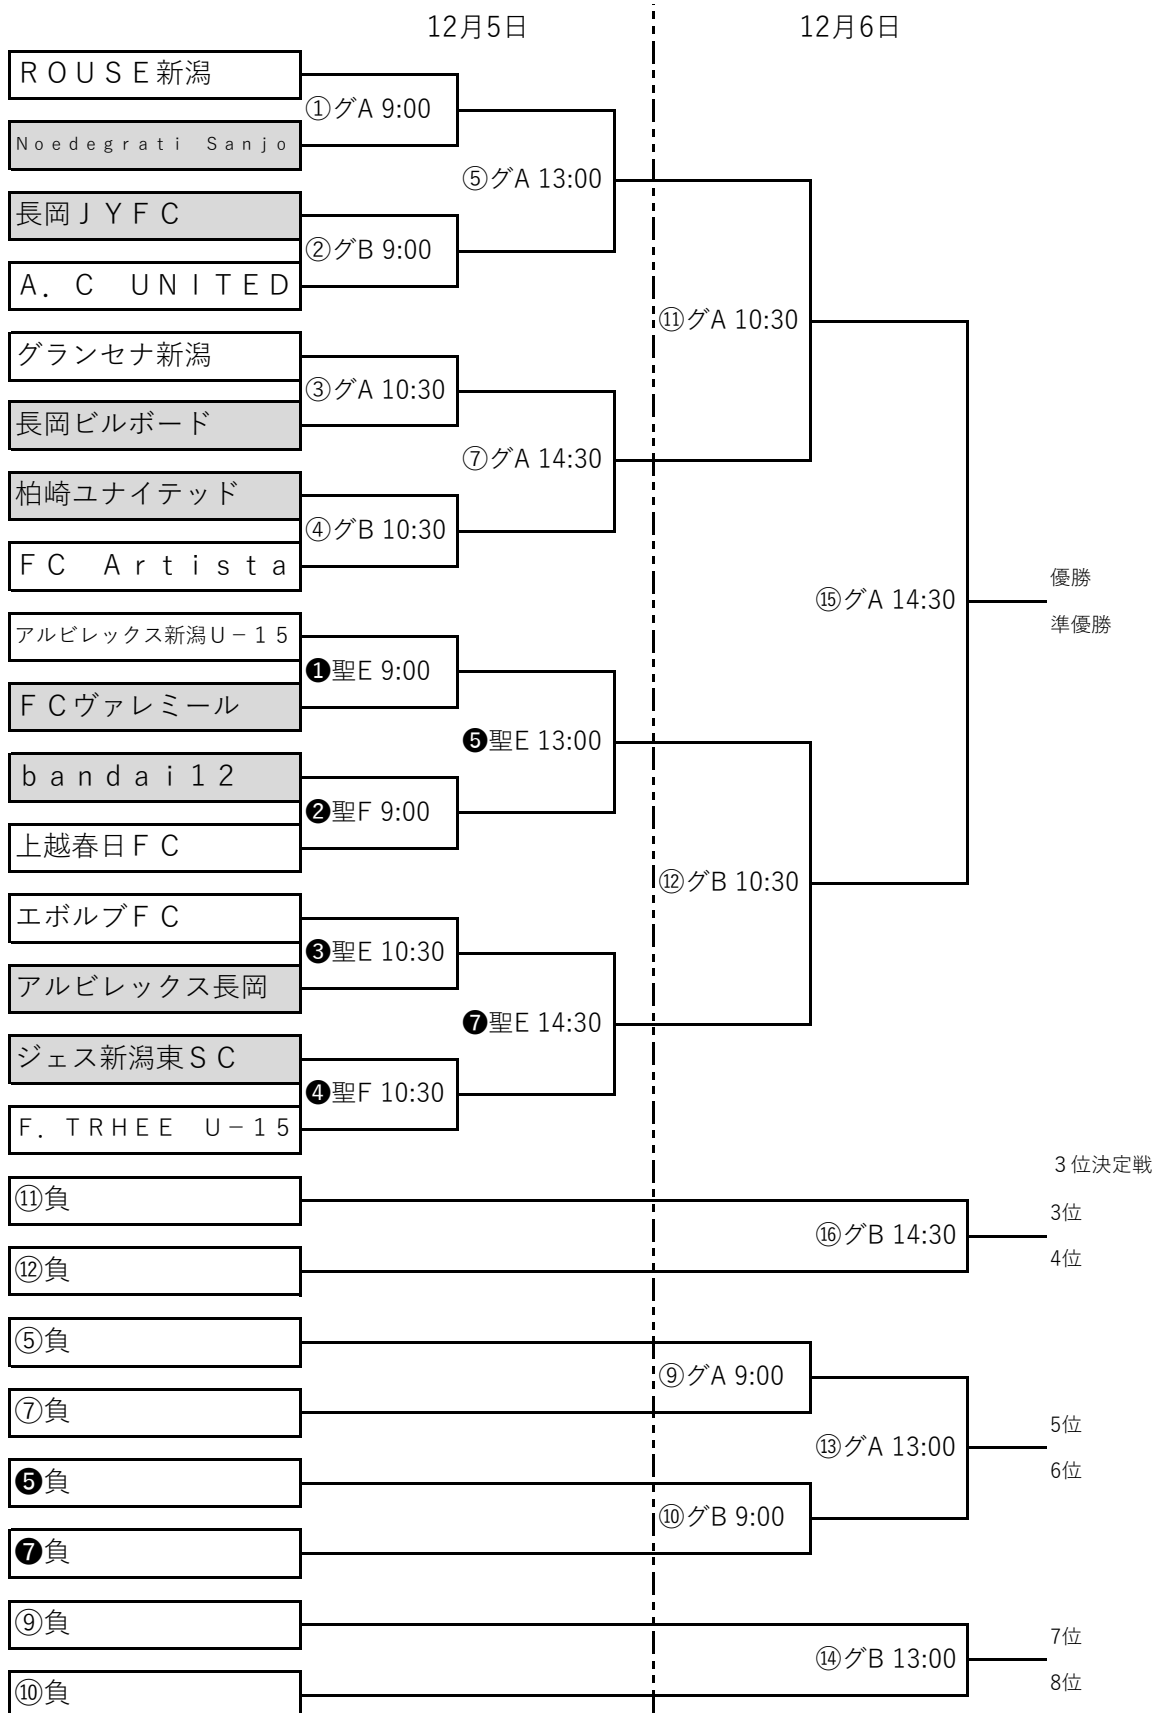 12月5日
12月6日
ＲＯＵＳＥ新潟
①グA 9:00
Ｎｏｅｄｅｇｒａｔｉ　Ｓａｎｊｏ
⑤グA 13:00
長岡ＪＹＦＣ
②グB 9:00
Ａ．Ｃ　ＵＮＩＴＥＤ
⑪グA 10:30
グランセナ新潟
③グA 10:30
長岡ビルボード
⑦グA 14:30
柏崎ユナイテッド
④グB 10:30
ＦＣ　Ａｒｔｉｓｔａ
優勝
⑮グA 14:30
準優勝
アルビレックス新潟Ｕ－１５
❶聖E 9:00
ＦＣヴァレミール
❺聖E 13:00
ｂａｎｄａｉ１２
❷聖F 9:00
上越春日ＦＣ
⑫グB 10:30
エボルブＦＣ
❸聖E 10:30
アルビレックス長岡
❼聖E 14:30
ジェス新潟東ＳＣ
❹聖F 10:30
Ｆ．ＴＲＨＥＥ　Ｕ－１５
３位決定戦
⑪負
3位
⑯グB 14:30
4位
⑫負
⑤負
⑨グA 9:00
⑦負
5位
⑬グA 13:00
6位
❺負
⑩グB 9:00
❼負
⑨負
7位
⑭グB 13:00
8位
⑩負